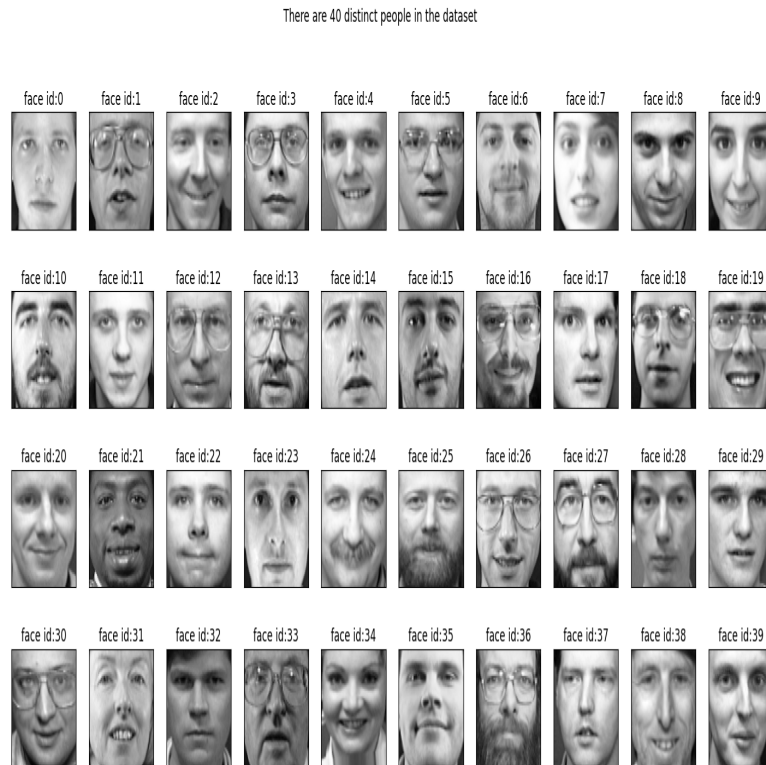 There are 40 distinct people in the dataset
face id:0 face id:1 face id:2 face id:3 face id:4 face id:5 face id:6 face id:7 face id:8 face id:9
face id:10 face id:11 face id:12 face id:13 face id:14 face id:15 face id:16 face id:17 face id:18 face id:19
face id:20 face id:21 face id:22 face id:23 face id:24 face id:25 face id:26 face id:27 face id:28 face id:29
face id:30 face id:31 face id:32 face id:33 face id:34 face id:35 face id:36 face id:37 face id:38 face id:39